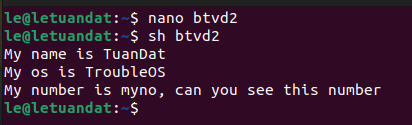 le@letuandat:~$ nano btvd2
le@letuandat:~$ sh btvd2
My name is TuanDat
My os is TroubleOS
My number is myno, can you see this number
le@letuandat:~$